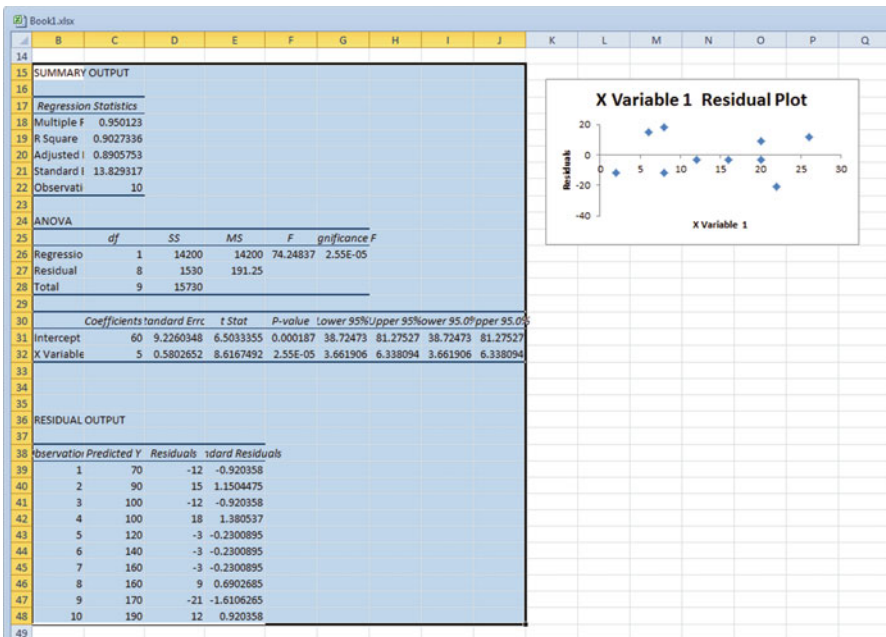 Book1.xlsx
B C D E F G H I J K L M N O P Q
14
15 SUMMARY OUTPUT
16
17 Regression Statistics
18 Multiple F 0.950123
19 R Square 0.9027336
20 Adjusted 0.8905753
21 Standard 13.829317
22 Observati 10
23
24 ANOVA
25 df SS MS F gnificance F
26 Regressio 1 14200 14200 74.24837 2.55E-05
27 Residual 8 1530 191.25
28 Total 9 15730
29
30 Coefficients tandard Errc t Stat P-value Lower 95% Upper 95% ower 95.0% pper 95.0%
31 Intercept 60 9.2260348 6.5033355 0.000187 38.72473 81.27527 38.72473 81.27527
32 X Variable 5 0.5802652 8.6167492 2.55E-05 3.661906 6.338094 3.661906 6.338094
33
34
35
36 RESIDUAL OUTPUT
37
38 bservation Predicted Y Residuals ndard Residuals
39 1 70 -12 -0.920358
40 2 90 15 1.1504475
41 3 100 -12 -0.920358
42 4 100 18 1.380537
43 5 120 -3 -0.2300895
44 6 140 -3 -0.2300895
45 7 160 -3 -0.2300895
46 8 160 9 0.6902685
47 9 170 -21 -1.6106265
48 10 190 12 0.920358
49
X Variable 1 Residual Plot
20
0
-20
-40
0 5 10 15 20 25 30
Residuals
X Variable 1